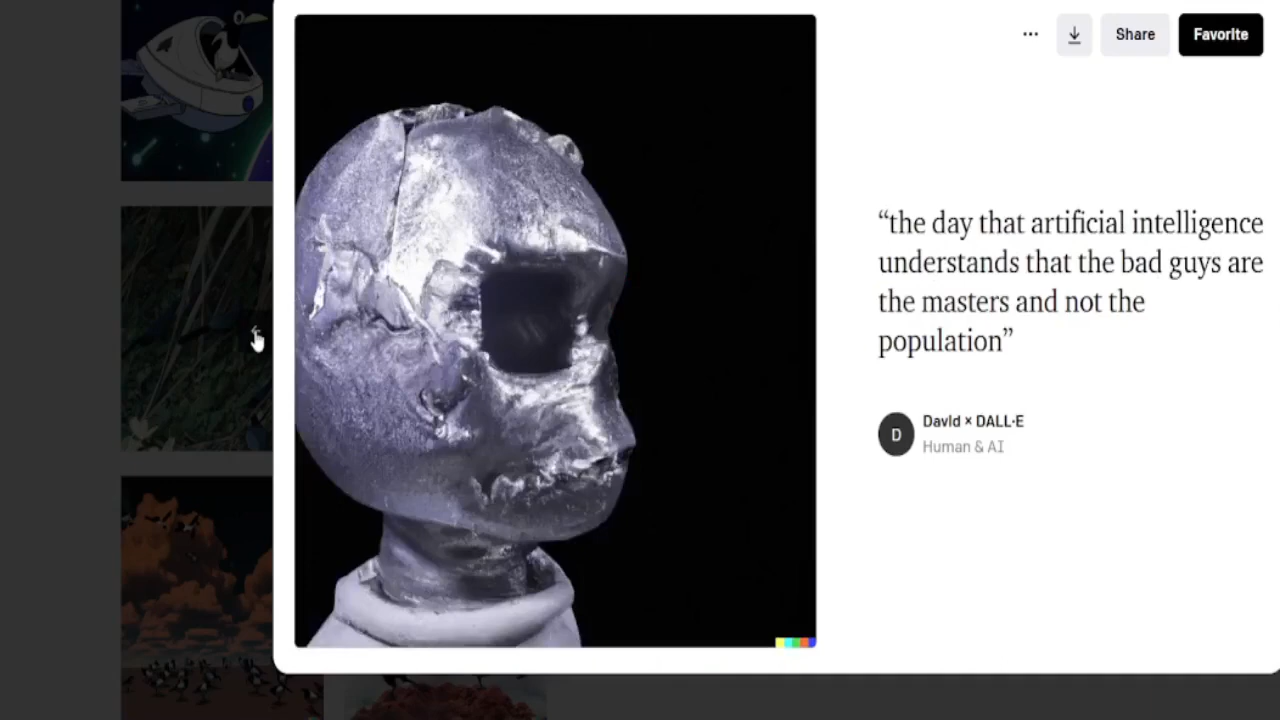 Share
Favorite
“the day that artificial intelligence
understands that the bad guys are
the masters and not the
population”
D
David × DALL·E
Human & AI